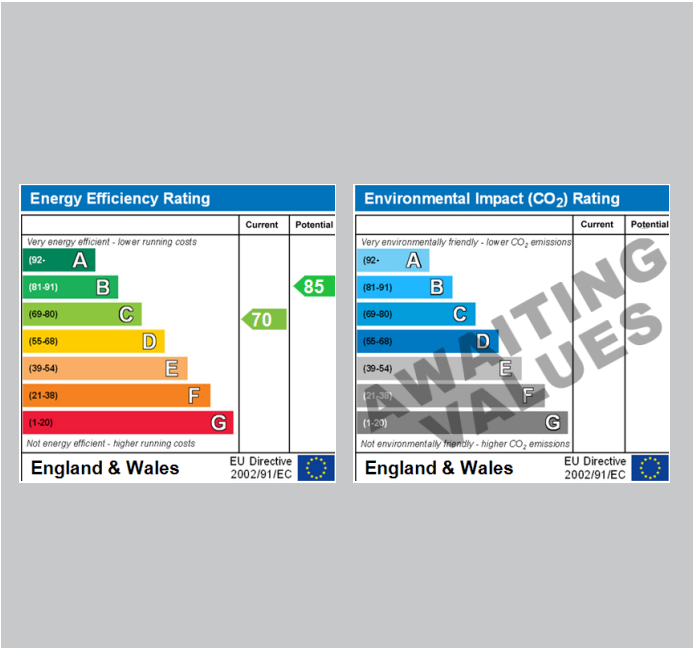 Energy Efficiency Rating
Current Potential
Very energy efficient - lower running costs
(92- A
(81-91) B
85
(69-80) C
70
(55-68) D
(39-54) E
(21-38) F
(1-20) G
Not energy efficient - higher running costs
England & Wales
EU Directive
2002/91/EC
Environmental Impact (CO2) Rating
Current Potential
Very environmentally friendly - lower CO2 emissions
(92- A
(81-91) B
(69-80) C
(55-68) D
(39-54) E
(21-38) F
(1-20) G
Not environmentally friendly - higher CO2 emissions
AWAITING
VALUES
England & Wales
EU Directive
2002/91/EC